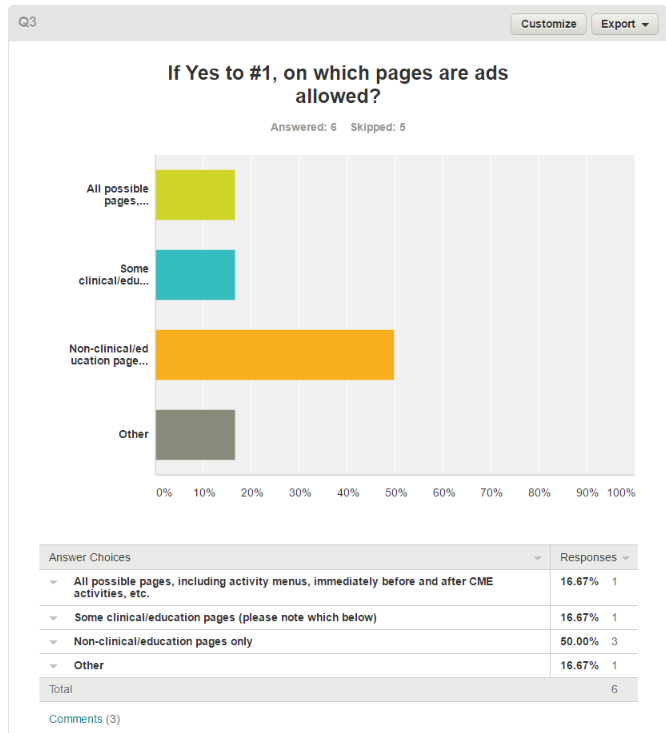 Q3
Customize
Export
If Yes to #1, on which pages are ads
allowed?
Answered: 6 Skipped: 5
All possible
pages,...
Some
clinical/edu...
Non-clinical/ed
ucation page...
Other
0% 10% 20% 30% 40% 50% 60% 70% 80% 90% 100%
Answer Choices Responses
All possible pages, including activity menus, immediately before and after CME 16.67% 1
activities, etc.
Some clinical/education pages (please note which below) 16.67% 1
Non-clinical/education pages only 50.00% 3
Other 16.67% 1
Total 6
Comments (3)